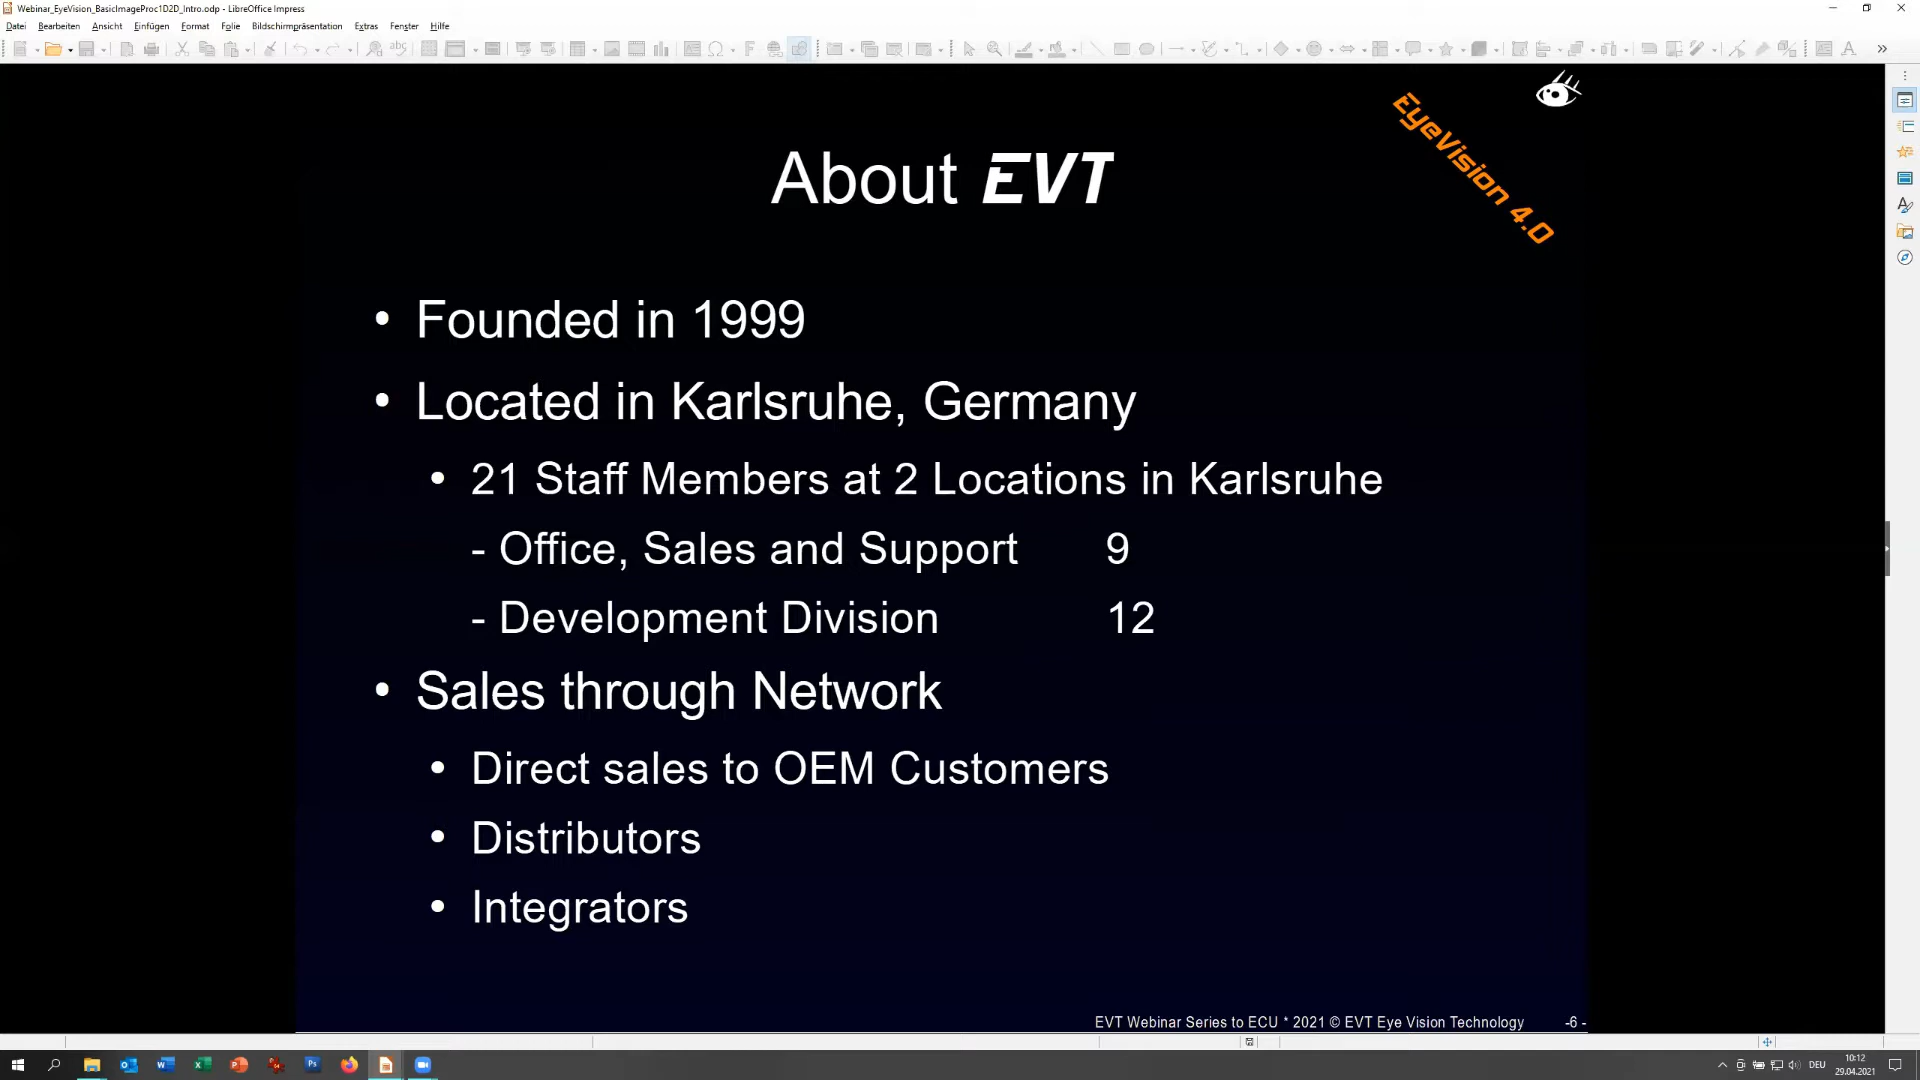 Webinar_EyeVision_BasicImageProc1D2D_Intro.odp - LibreOffice Impress
Datei Bearbeiten Ansicht Einfügen Format Folie Bildschirmpräsentation Extras Fenster Hilfe
EyeVision 4.0
About EVT
• Founded in 1999
• Located in Karlsruhe, Germany
• 21 Staff Members at 2 Locations in Karlsruhe
- Office, Sales and Support 9
- Development Division 12
• Sales through Network
• Direct sales to OEM Customers
• Distributors
• Integrators
EVT Webinar Series to ECU * 2021 © EVT Eye Vision Technology -6 -
DEU
10:12
29.04.2021